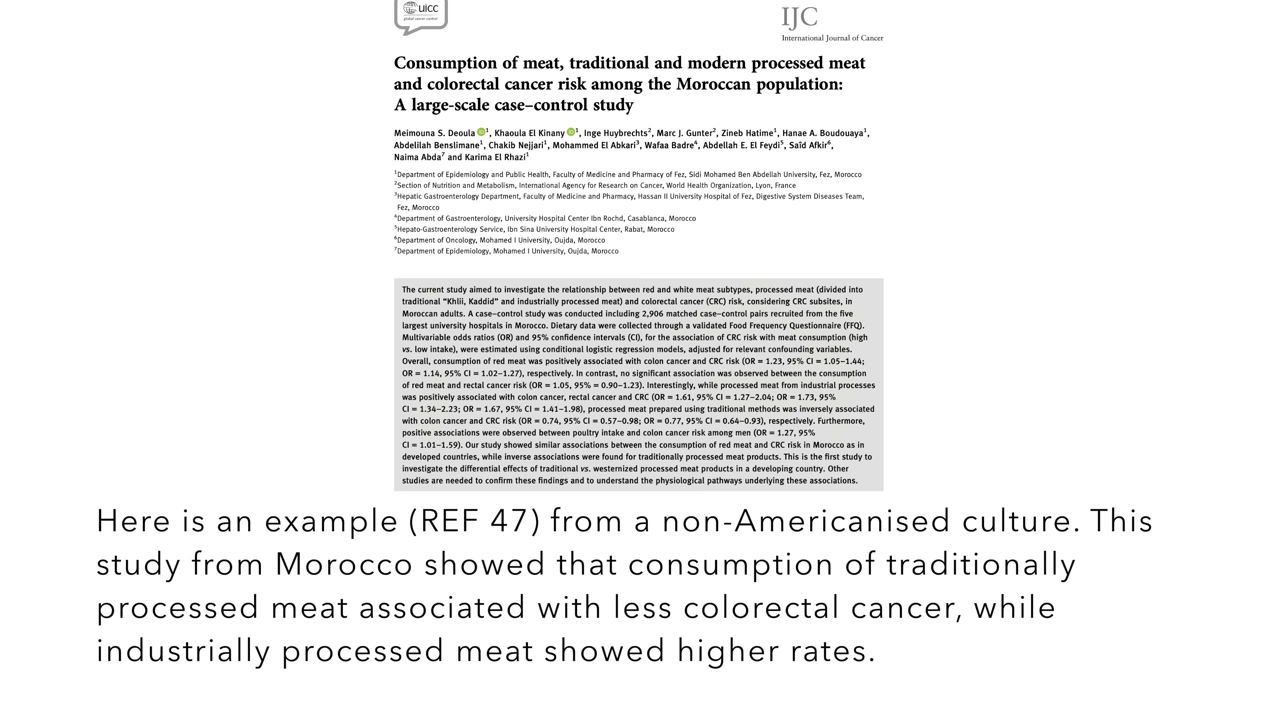 uicc
global cancer control
IJC
International Journal of Cancer
Consumption of meat, traditional and modern processed meat
and colorectal cancer risk among the Moroccan population:
A large-scale case–control study
Meimouna S. Deoula iD 1, Khaoula El Kinany iD 1, Inge Huybrechts2, Marc J. Gunter2, Zineb Hatime1, Hanae A. Boudouaya1,
Abdelilah Benslimane1, Chakib Nejjari1, Mohammed El Abkari3, Wafaa Badre4, Abdellah E. El Feydi5, Saïd Afkir6,
Naima Abda7 and Karima El Rhazi1
1Department of Epidemiology and Public Health, Faculty of Medicine and Pharmacy of Fez, Sidi Mohamed Ben Abdellah University, Fez, Morocco
2Section of Nutrition and Metabolism, International Agency for Research on Cancer, World Health Organization, Lyon, France
3Hepatic Gastroenterology Department, Faculty of Medicine and Pharmacy, Hassan II University Hospital of Fez, Digestive System Diseases Team,
Fez, Morocco
4Department of Gastroenterology, University Hospital Center Ibn Rochd, Casablanca, Morocco
5Hepato-Gastroenterology Service, Ibn Sina University Hospital Center, Rabat, Morocco
6Department of Oncology, Mohamed I University, Oujda, Morocco
7Department of Epidemiology, Mohamed I University, Oujda, Morocco
The current study aimed to investigate the relationship between red and white meat subtypes, processed meat (divided into
traditional "Khlii, Kaddid" and industrially processed meat) and colorectal cancer (CRC) risk, considering CRC subsites, in
Moroccan adults. A case–control study was conducted including 2,906 matched case–control pairs recruited from the five
largest university hospitals in Morocco. Dietary data were collected through a validated Food Frequency Questionnaire (FFQ).
Multivariable odds ratios (OR) and 95% confidence intervals (CI), for the association of CRC risk with meat consumption (high
vs. low intake), were estimated using conditional logistic regression models, adjusted for relevant confounding variables.
Overall, consumption of red meat was positively associated with colon cancer and CRC risk (OR = 1.23, 95% CI = 1.05–1.44;
OR = 1.14, 95% CI = 1.02–1.27), respectively. In contrast, no significant association was observed between the consumption
of red meat and rectal cancer risk (OR = 1.05, 95% = 0.90–1.23). Interestingly, while processed meat from industrial processes
was positively associated with colon cancer, rectal cancer and CRC (OR = 1.61, 95% CI = 1.27–2.04; OR = 1.73, 95%
CI = 1.34–2.23; OR = 1.67, 95% CI = 1.41–1.98), processed meat prepared using traditional methods was inversely associated
with colon cancer and CRC risk (OR = 0.74, 95% CI = 0.57–0.98; OR = 0.77, 95% CI = 0.64–0.93), respectively. Furthermore,
positive associations were observed between poultry intake and colon cancer risk among men (OR = 1.27, 95%
CI = 1.01–1.59). Our study showed similar associations between the consumption of red meat and CRC risk in Morocco as in
developed countries, while inverse associations were found for traditionally processed meat products. This is the first study to
investigate the differential effects of traditional vs. westernized processed meat products in a developing country. Other
studies are needed to confirm these findings and to understand the physiological pathways underlying these associations.
Here is an example (REF 47) from a non-Americanised culture. This
study from Morocco showed that consumption of traditionally
processed meat associated with less colorectal cancer, while
industrially processed meat showed higher rates.